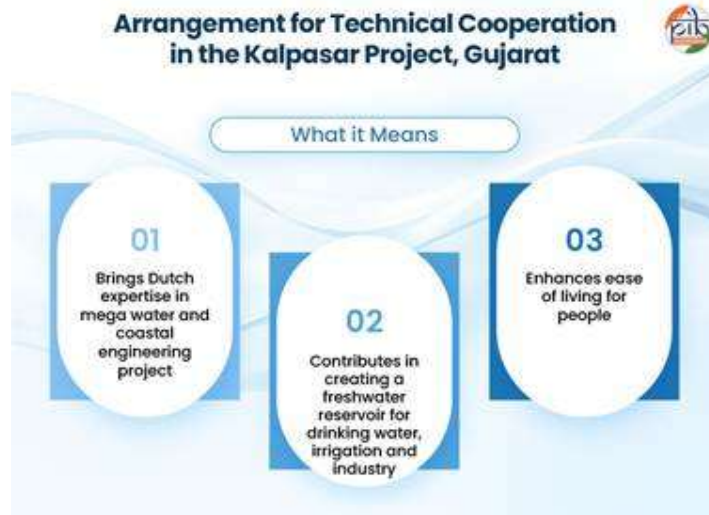 Arrangement for Technical Cooperation
in the Kalpasar Project, Gujarat
pib
What it Means
01
Brings Dutch
expertise in
mega water and
coastal
engineering
project
02
Contributes in
creating a
freshwater
reservoir for
drinking water,
irrigation and
industry
03
Enhances ease
of living for
people